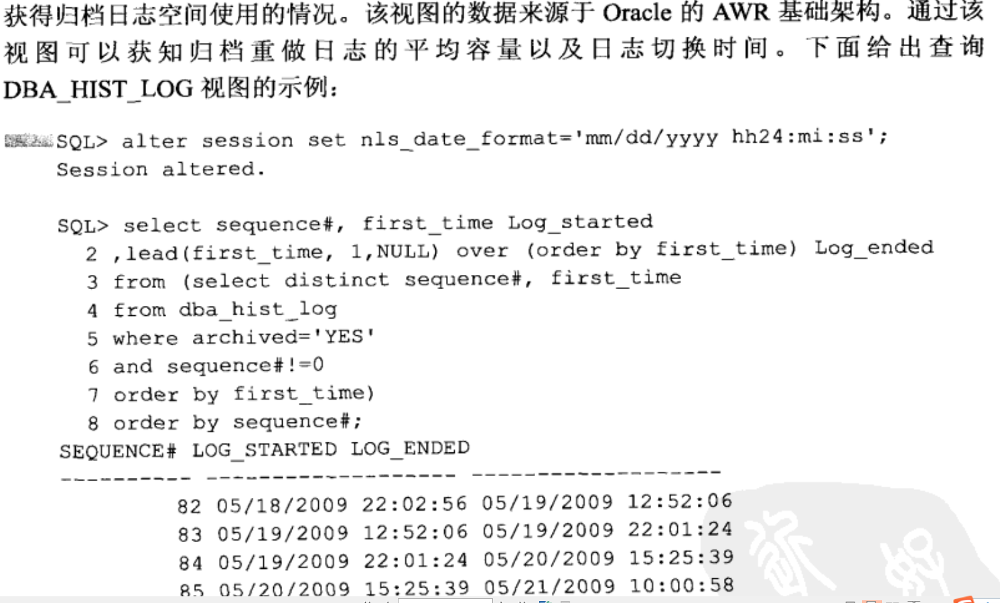 获得归档日志空间使用的情况。该视图的数据来源于 Oracle 的 AWR 基础架构。通过该
视图可以获知归档重做日志的平均容量以及日志切换时间。下面给出查询
DBA_HIST_LOG 视图的示例：
SQL> alter session set nls_date_format='mm/dd/yyyy hh24:mi:ss';
Session altered.
SQL> select sequence#, first_time Log_started
2 ,lead(first_time, 1,NULL) over (order by first_time) Log_ended
3 from (select distinct sequence#, first_time
4 from dba_hist_log
5 where archived='YES'
6 and sequence#!=0
7 order by first_time)
8 order by sequence#;
SEQUENCE# LOG_STARTED LOG_ENDED
---------- ------------------- -------------------
82 05/18/2009 22:02:56 05/19/2009 12:52:06
83 05/19/2009 12:52:06 05/19/2009 22:01:24
84 05/19/2009 22:01:24 05/20/2009 15:25:39
85 05/20/2009 15:25:39 05/21/2009 10:00:58